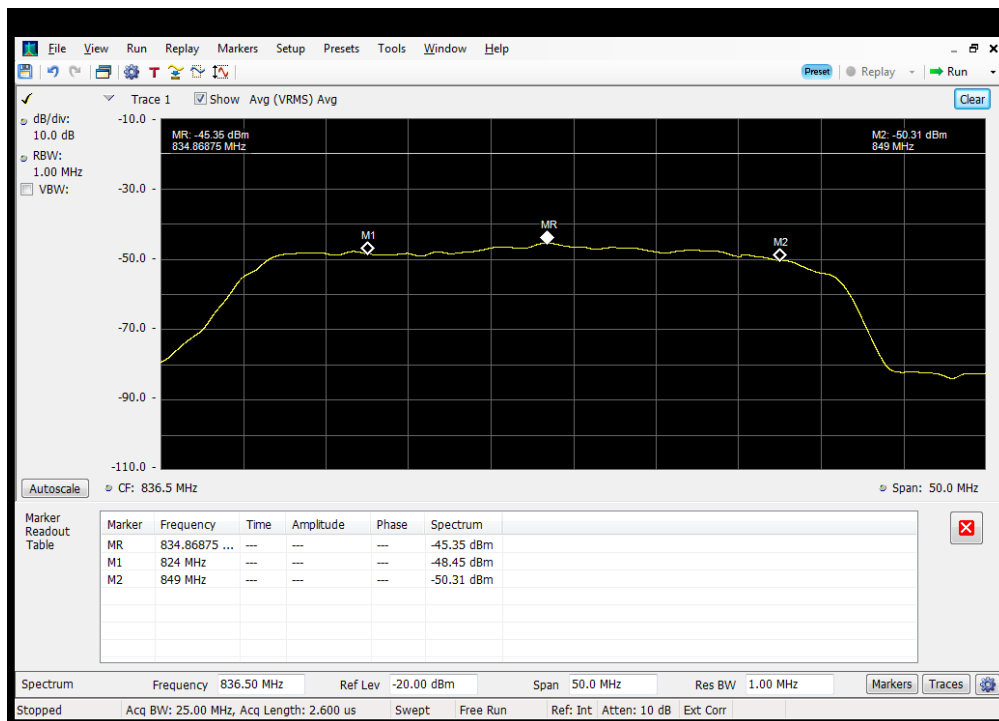 File View Run Replay Markers Setup Presets Tools Window Help
T Preset Replay Run
Trace 1 Show Avg (VRMS) Avg Clear
dB/div:
10.0 dB
RBW:
1.00 MHz
VBW:
-10.0 -
-30.0 -
-50.0 -
-70.0 -
-90.0 -
-110.0 -
MR: -45.35 dBm
834.86875 MHz
M2: -50.31 dBm
849 MHz
M1
MR
M2
Autoscale CF: 836.5 MHz Span: 50.0 MHz
Marker
Readout
Table
Marker Frequency Time Amplitude Phase Spectrum
MR 834.86875 ... --- --- --- -45.35 dBm
M1 824 MHz --- --- --- -48.45 dBm
M2 849 MHz --- --- --- -50.31 dBm
Spectrum Frequency 836.50 MHz Ref Lev -20.00 dBm Span 50.0 MHz Res BW 1.00 MHz Markers Traces
Stopped Acq BW: 25.00 MHz, Acq Length: 2.600 us Swept Free Run Ref: Int Atten: 10 dB Ext Corr